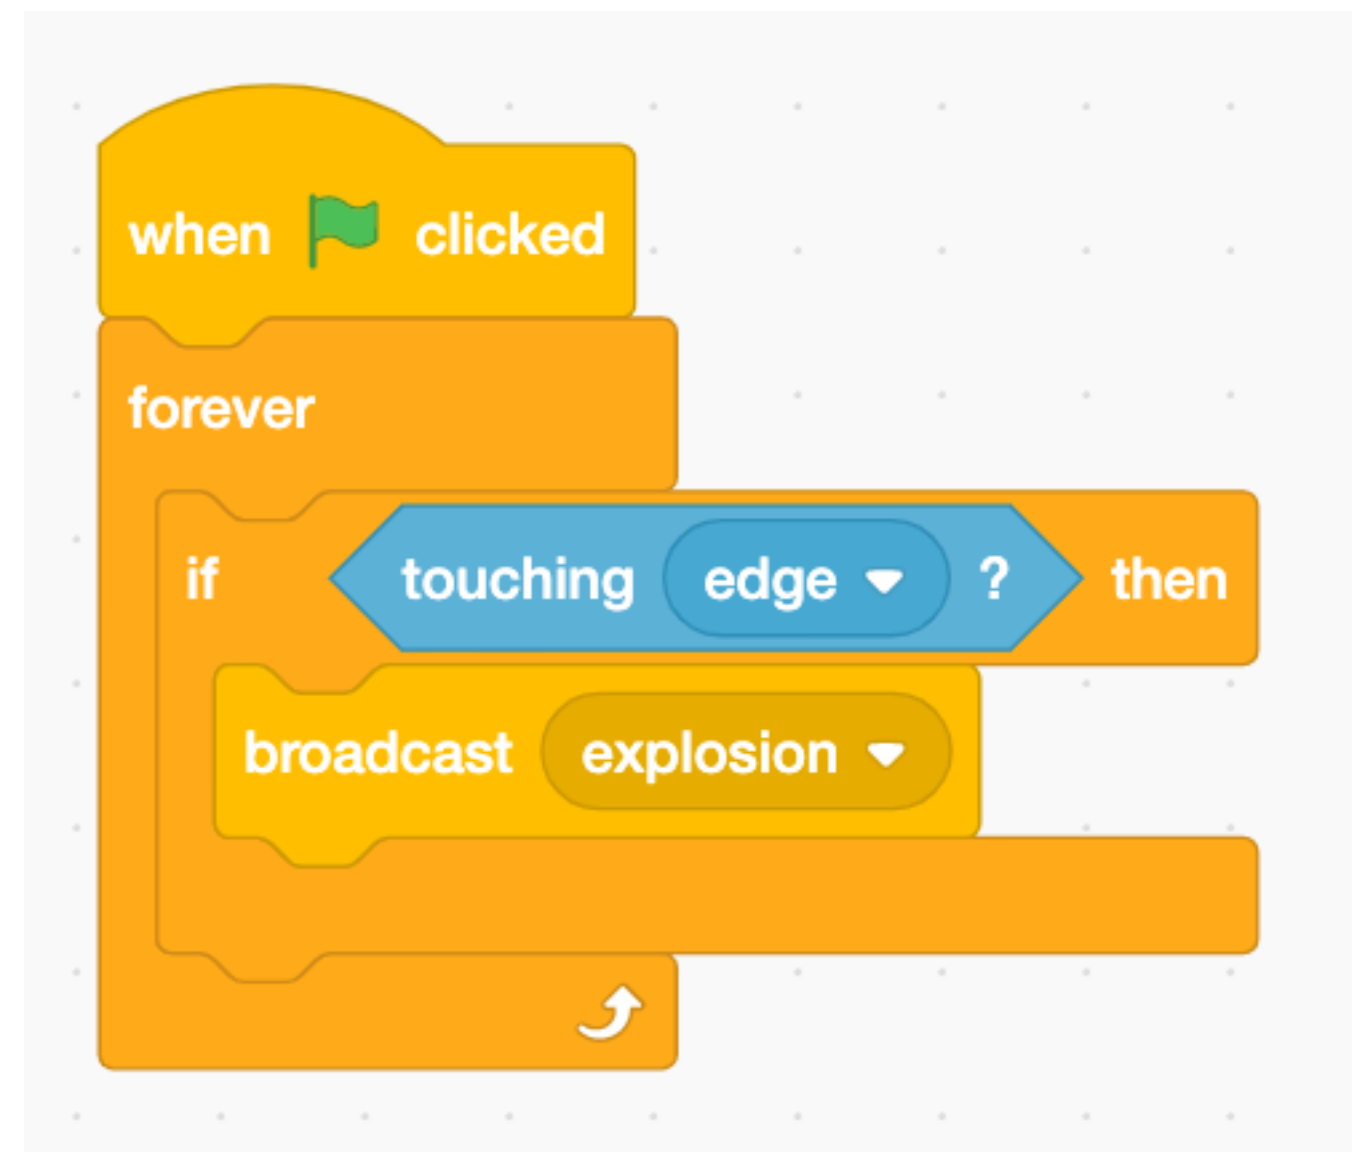 when clicked
forever
if touching edge ? then
broadcast explosion